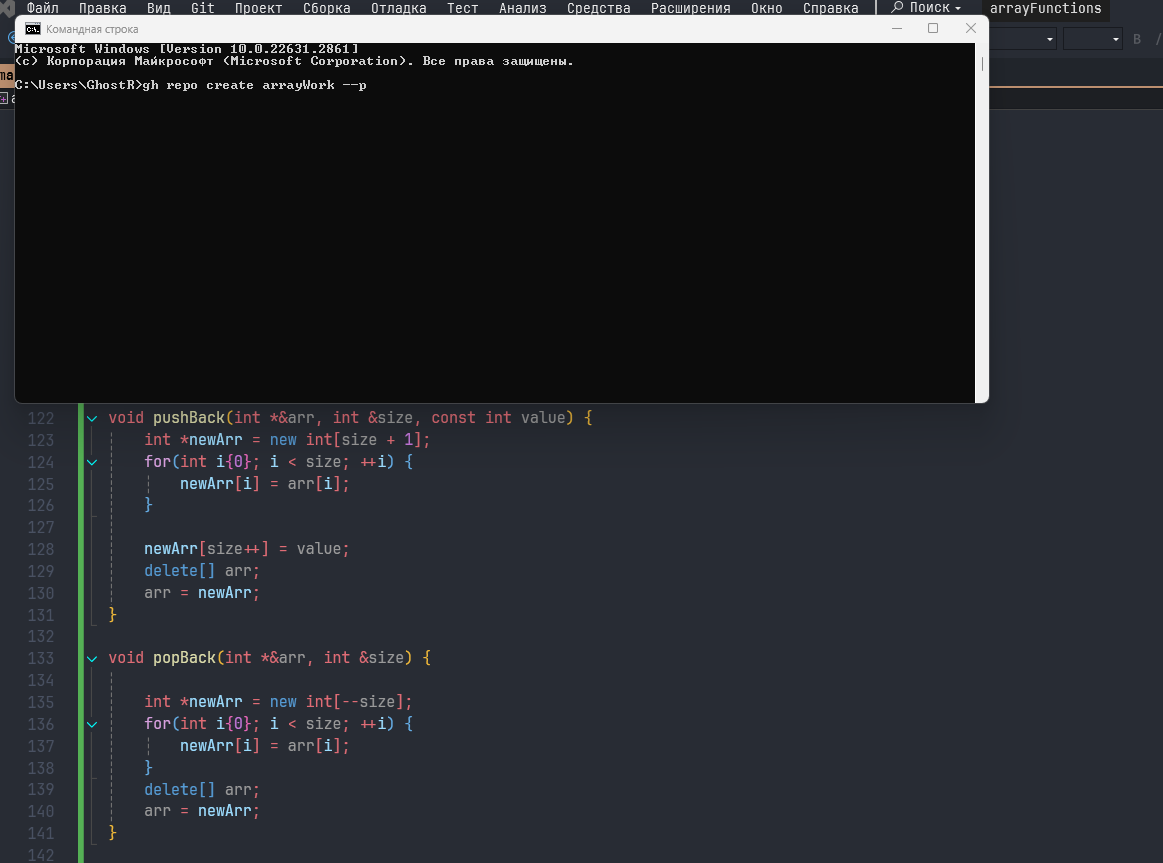 Файл Правка Вид Git Проект Сборка Отладка Тест Анализ Средства Расширения Окно Справка Поиск arrayFunctions
Командная строка
Microsoft Windows [Version 10.0.22631.2861]
(c) Корпорация Майкрософт (Microsoft Corporation). Все права защищены.
C:\Users\GhostR>gh repo create arrayWork --p
122 void pushBack(int *&arr, int &size, const int value) {
123 int *newArr = new int[size + 1];
124 for(int i{0}; i < size; ++i) {
125 newArr[i] = arr[i];
126 }
127
128 newArr[size++] = value;
129 delete[] arr;
130 arr = newArr;
131 }
132
133 void popBack(int *&arr, int &size) {
134
135 int *newArr = new int[--size];
136 for(int i{0}; i < size; ++i) {
137 newArr[i] = arr[i];
138 }
139 delete[] arr;
140 arr = newArr;
141 }
142